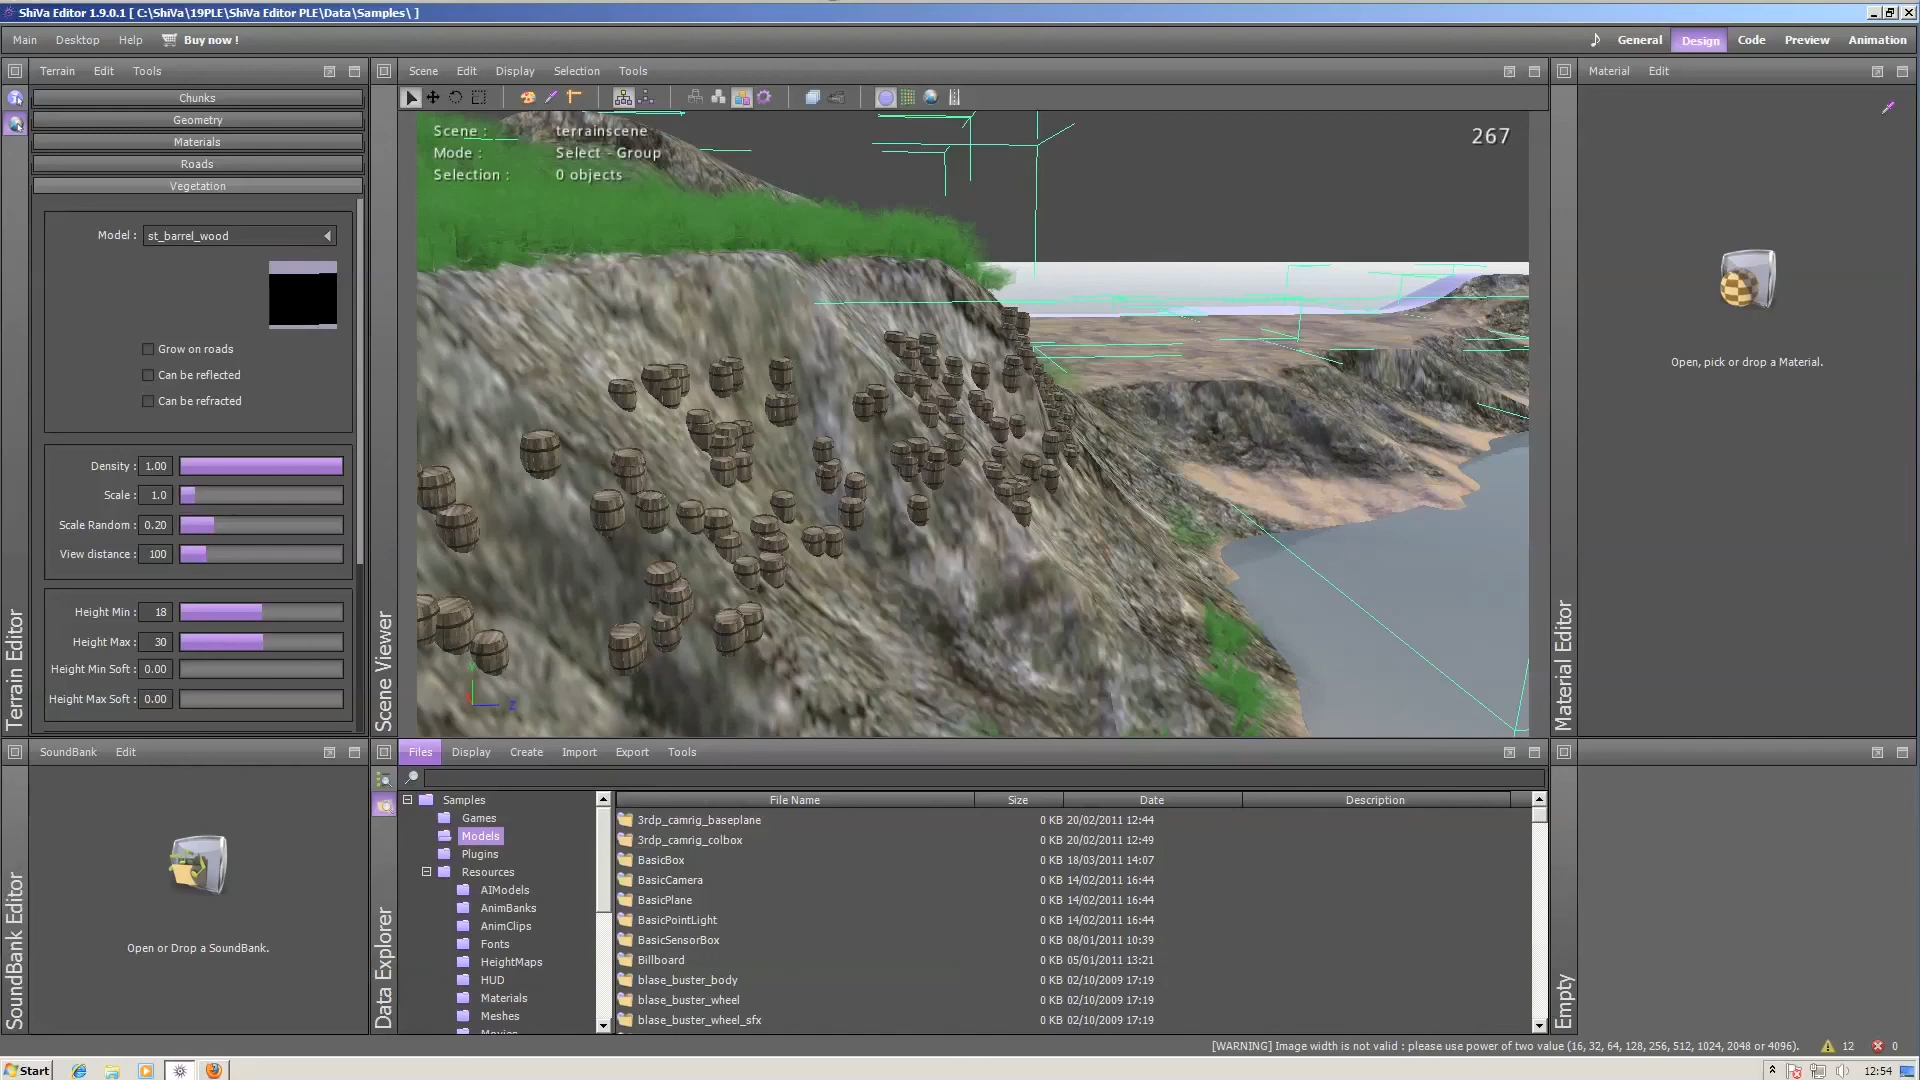 ShiVa Editor 1.9.0.1 [ C:\ShiVa\19PLE\ShiVa Editor PLE\Data\Samples\ ]
Main Desktop Help Buy now !
General Design Code Preview Animation
Terrain Edit Tools
Scene Edit Display Selection Tools
Material Edit
Chunks
Geometry
Materials
Roads
Vegetation
Model : st_barrel_wood
Grow on roads
Can be reflected
Can be refracted
Density : 1.00
Scale : 1.0
Scale Random : 0.20
View distance : 100
Height Min : 18
Height Max : 30
Height Min Soft : 0.00
Height Max Soft : 0.00
Terrain Editor
Scene : terrainscene
Mode : Select - Group
Selection : 0 objects
267
Y
Z
Scene Viewer
Open, pick or drop a Material.
Material Editor
SoundBank Edit
Open or Drop a SoundBank.
SoundBank Editor
Files Display Create Import Export Tools
Samples
Games
Models
Plugins
Resources
AIModels
AnimBanks
AnimClips
Fonts
HeightMaps
HUD
Materials
Meshes
Movies
File Name Size Date Description
3rdp_camrig_baseplane 0 KB 20/02/2011 12:44
3rdp_camrig_colbox 0 KB 20/02/2011 12:49
BasicBox 0 KB 18/03/2011 14:07
BasicCamera 0 KB 14/02/2011 16:44
BasicPlane 0 KB 14/02/2011 16:44
BasicPointLight 0 KB 14/02/2011 16:44
BasicSensorBox 0 KB 08/01/2011 10:39
Billboard 0 KB 05/01/2011 13:21
blase_buster_body 0 KB 02/10/2009 17:19
blase_buster_wheel 0 KB 02/10/2009 17:19
blase_buster_wheel_sfx 0 KB 02/10/2009 17:19
Data Explorer
Empty
[WARNING] Image width is not valid : please use power of two value (16, 32, 64, 128, 256, 512, 1024, 2048 or 4096). 12 0
Start 12:54